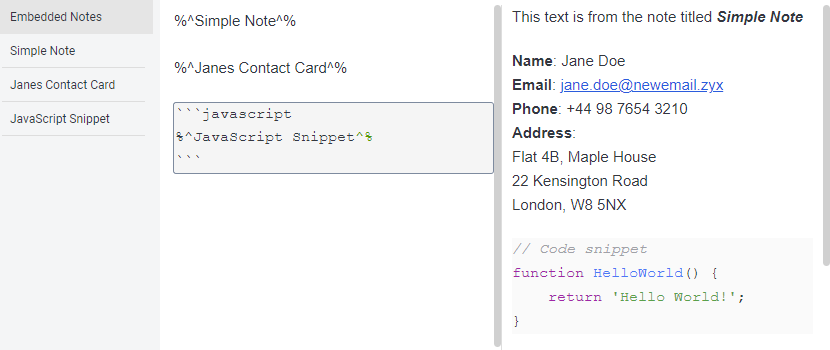 Embedded Notes
Simple Note
Janes Contact Card
JavaScript Snippet
%^Simple Note^%
%^Janes Contact Card^%
```javascript
%^JavaScript Snippet^%
```
This text is from the note titled Simple Note
Name: Jane Doe
Email: jane.doe@newemail.zyx
Phone: +44 98 7654 3210
Address:
Flat 4B, Maple House
22 Kensington Road
London, W8 5NX
// Code snippet
function HelloWorld() {
    return 'Hello World!';
}